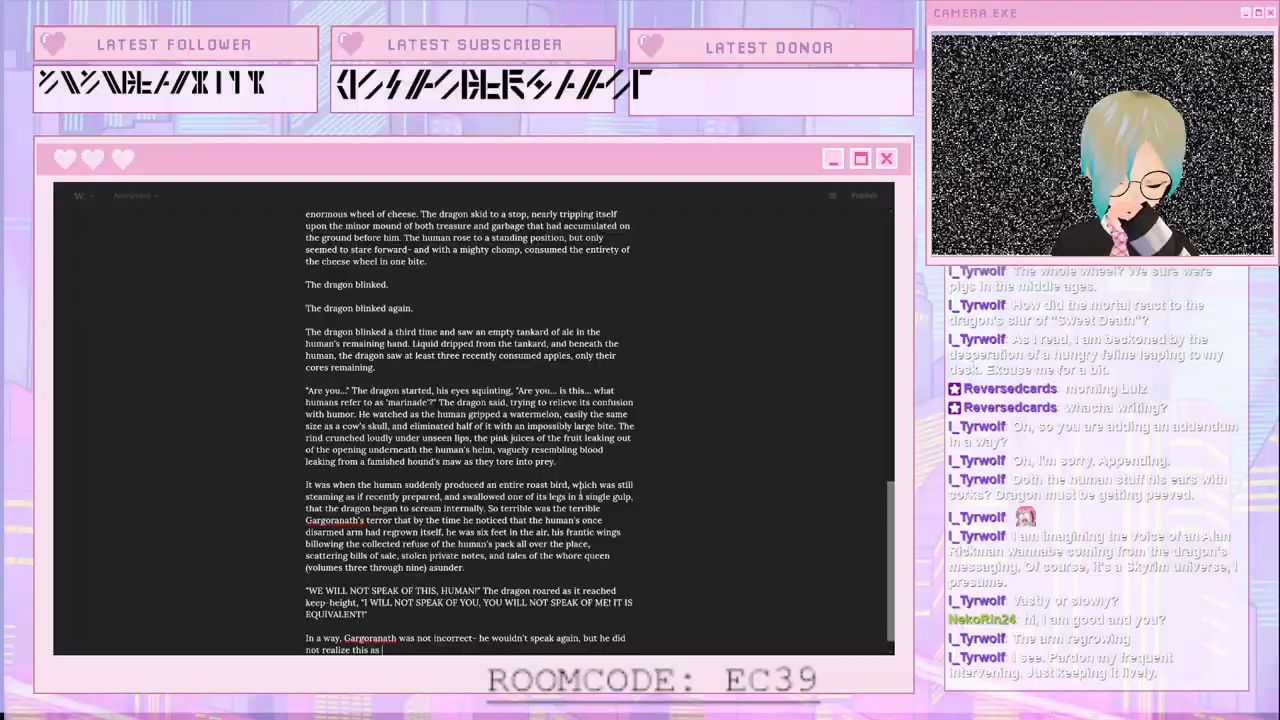 LATEST FOLLOWER
LATEST SUBSCRIBER
LATEST DONOR
CAMERA.EXE
W.
Anonymous
Publish
enormous wheel of cheese. The dragon skid to a stop, nearly tripping itself
upon the minor mound of both treasure and garbage that had accumulated on
the ground before him. The human rose to a standing position, but only
seemed to stare forward- and with a mighty chomp, consumed the entirety of
the cheese wheel in one bite.
The dragon blinked.
The dragon blinked again.
The dragon blinked a third time and saw an empty tankard of ale in the
human's remaining hand. Liquid dripped from the tankard, and beneath the
human, the dragon saw at least three recently consumed apples, only their
cores remaining.
"Are you..." The dragon started, his eyes squinting, "Are you... is this... what
humans refer to as 'marinade'?" The dragon said, trying to relieve its confusion
with humor. He watched as the human gripped a watermelon, easily the same
size as a cow's skull, and eliminated half of it with an impossibly large bite. The
rind crunched loudly under unseen lips, the pink juices of the fruit leaking out
of the opening underneath the human's helm, vaguely resembling blood
leaking from a famished hound's maw as they tore into prey.
It was when the human suddenly produced an entire roast bird, which was still
steaming as if recently prepared, and swallowed one of its legs in a single gulp,
that the dragon began to scream internally. So terrible was the terrible
Gargoranath's terror that by the time he noticed that the human's once
disarmed arm had regrown itself, he was six feet in the air, his frantic wings
billowing the collected refuse of the human's pack all over the place,
scattering bills of sale, stolen private notes, and tales of the whore queen
(volumes three through nine) asunder.
"WE WILL NOT SPEAK OF THIS, HUMAN!" The dragon roared as it reached
keep-height, "I WILL NOT SPEAK OF YOU, YOU WILL NOT SPEAK OF ME! IT IS
EQUIVALENT!"
In a way, Gargoranath was not incorrect- he wouldn't speak again, but he did
not realize this as
ROOMCODE: EC39
I_Tyrwolf The whole wheel? We sure were
pigs in the middle ages.
I_Tyrwolf How did the mortal react to the
dragon's slur of "Sweet Death"?
I_Tyrwolf As I read, I am beckoned by the
desperation of a hungry feline leaping to my
desk. Excuse me for a bit.
Reversedcards morning Lulz
Reversedcards whacha writing?
I_Tyrwolf Oh, so you are adding an addendum
in a way?
I_Tyrwolf Oh, I'm sorry. Appending.
I_Tyrwolf Doth the human stuff his ears with
corks? Dragon must be getting peeved.
I_Tyrwolf
I_Tyrwolf I am imagining the voice of an Alan
Rickman wannabe coming from the dragon's
messaging. Of course, it's a Skyrim universe, I
presume.
I_Tyrwolf Vastly or slowly?
NekoRin24 hi, I am good and you?
I_Tyrwolf The arm regrowing
I_Tyrwolf I see. Pardon my frequent
intervening. Just keeping it lively.